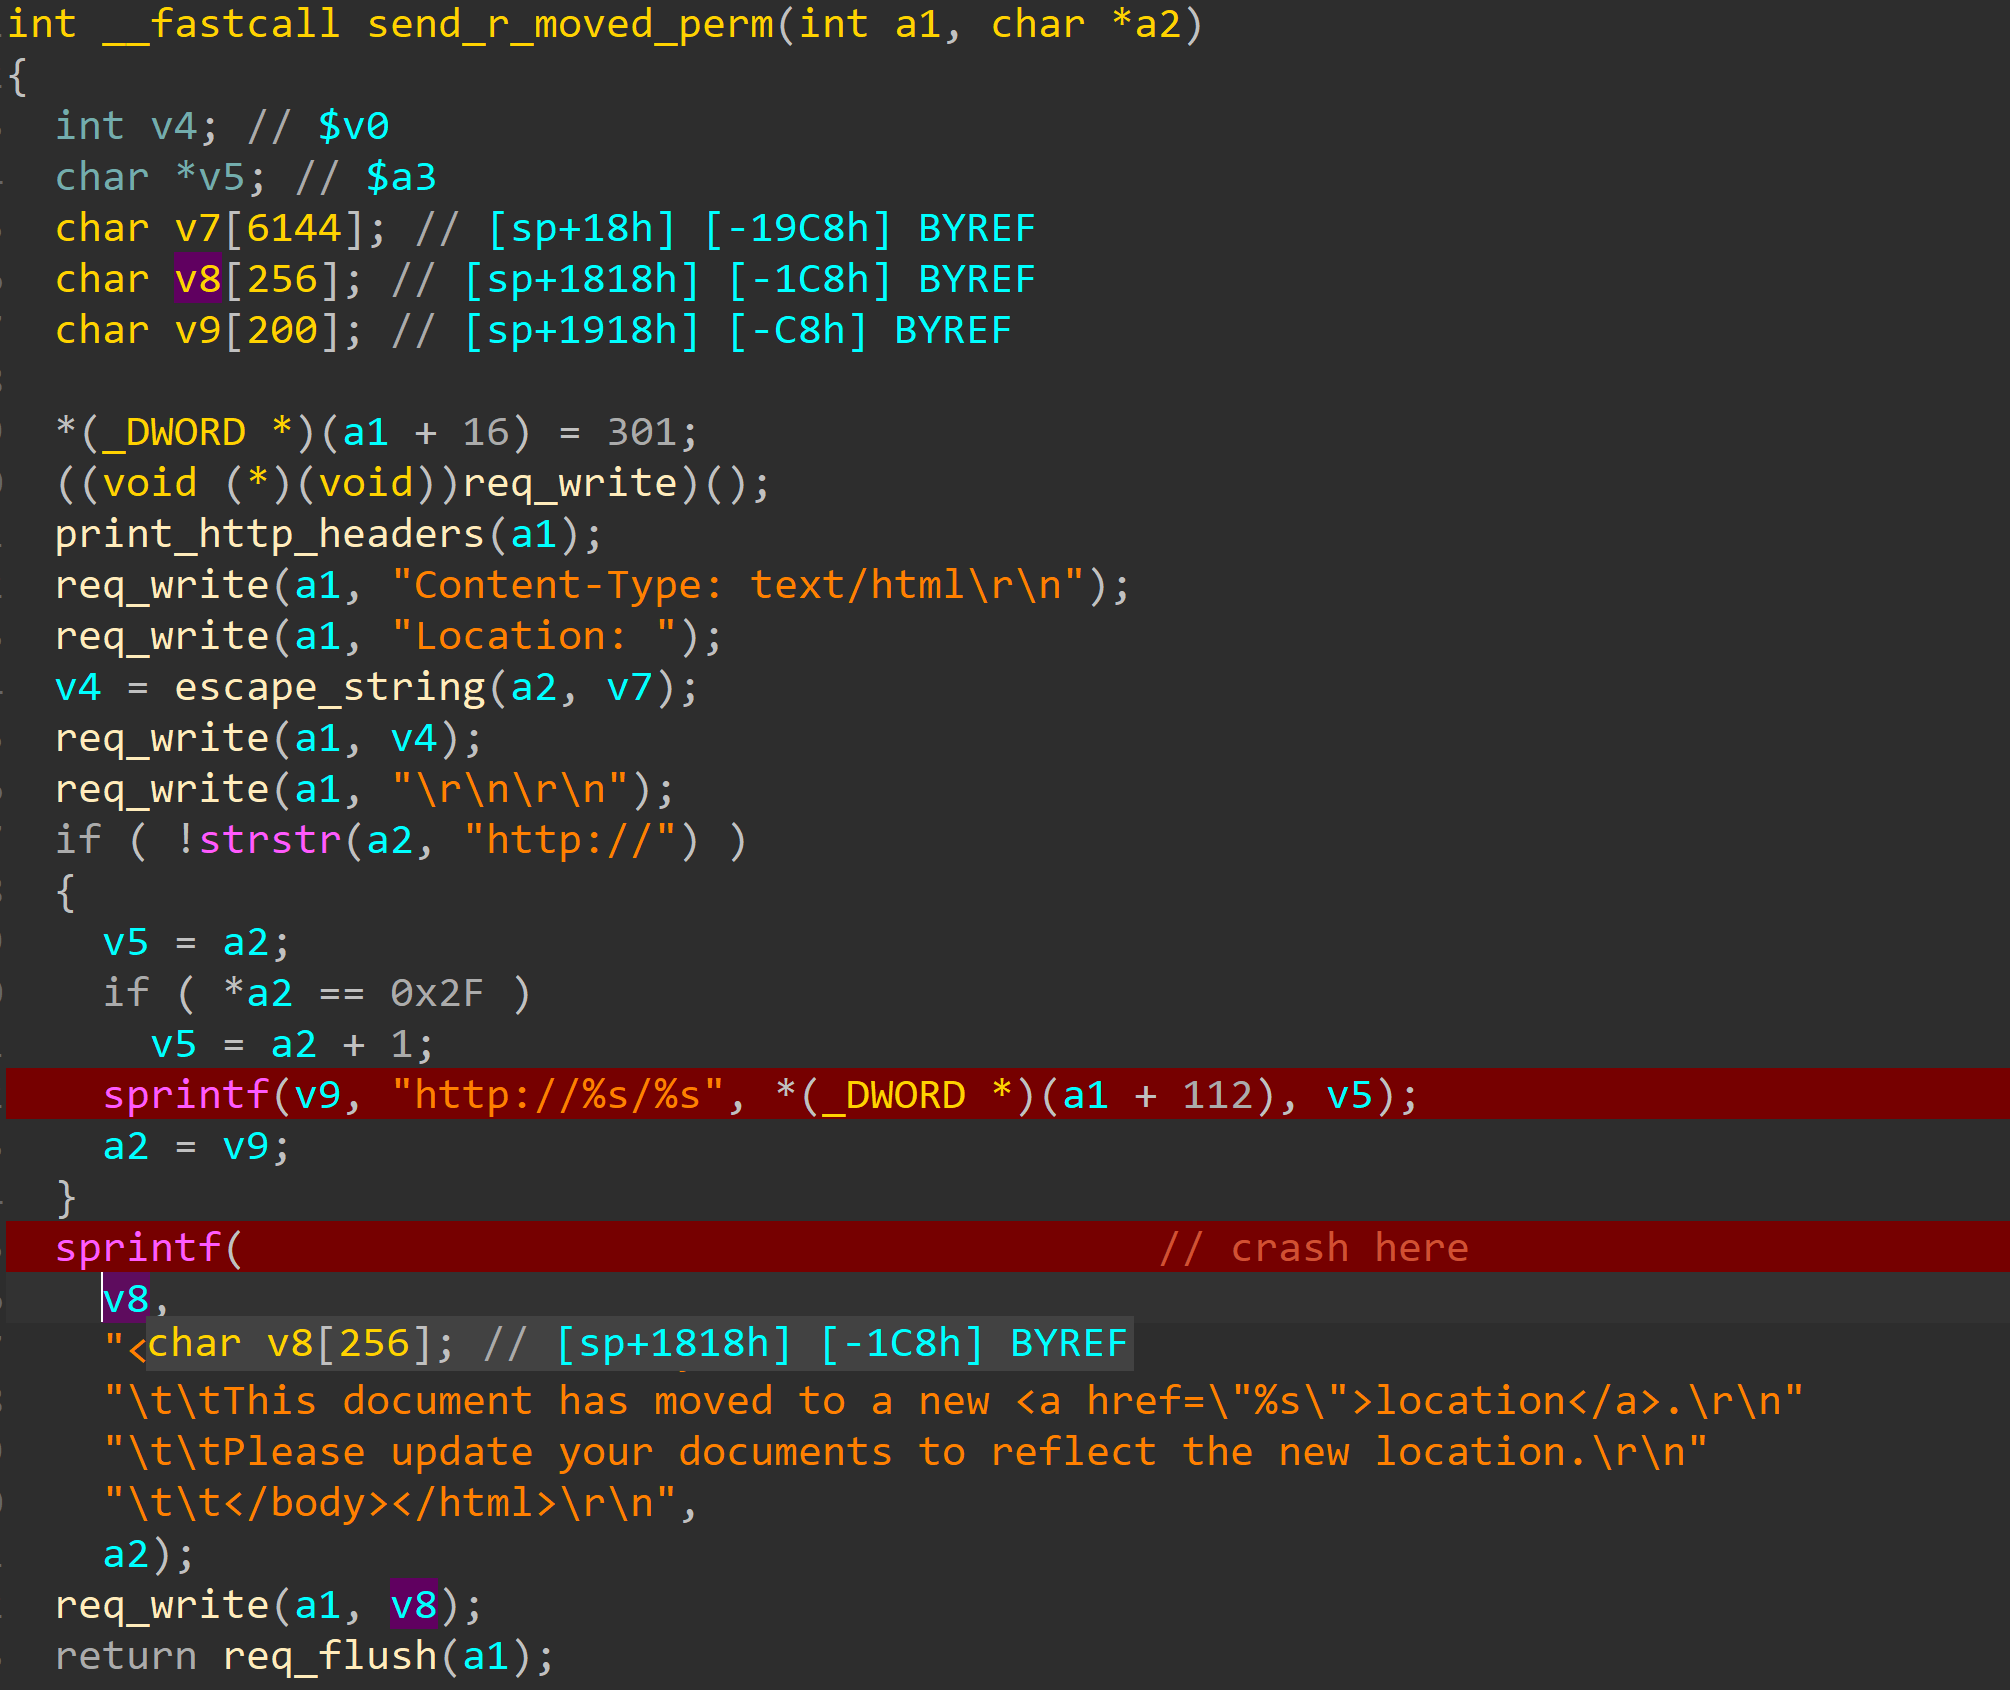 int __fastcall send_r_moved_perm(int a1, char *a2)
{
  int v4; // $v0
  char *v5; // $a3
  char v7[6144]; // [sp+18h] [-19C8h] BYREF
  char v8[256]; // [sp+1818h] [-1C8h] BYREF
  char v9[200]; // [sp+1918h] [-C8h] BYREF

  *(_DWORD *)(a1 + 16) = 301;
  ((void (*)(void))req_write)();
  print_http_headers(a1);
  req_write(a1, "Content-Type: text/html\r\n");
  req_write(a1, "Location: ");
  v4 = escape_string(a2, v7);
  req_write(a1, v4);
  req_write(a1, "\r\n\r\n");
  if ( !strstr(a2, "http://") )
  {
    v5 = a2;
    if ( *a2 == 0x2F )
      v5 = a2 + 1;
    sprintf(v9, "http://%s/%s", *(_DWORD *)(a1 + 112), v5);
    a2 = v9;
  }
  sprintf(                                      // crash here
    v8,
    "<
char v8[256]; // [sp+1818h] [-1C8h] BYREF
    "\t\tThis document has moved to a new <a href=\"%s\">location</a>.\r\n"
    "\t\tPlease update your documents to reflect the new location.\r\n"
    "\t\t</body></html>\r\n",
    a2);
  req_write(a1, v8);
  return req_flush(a1);